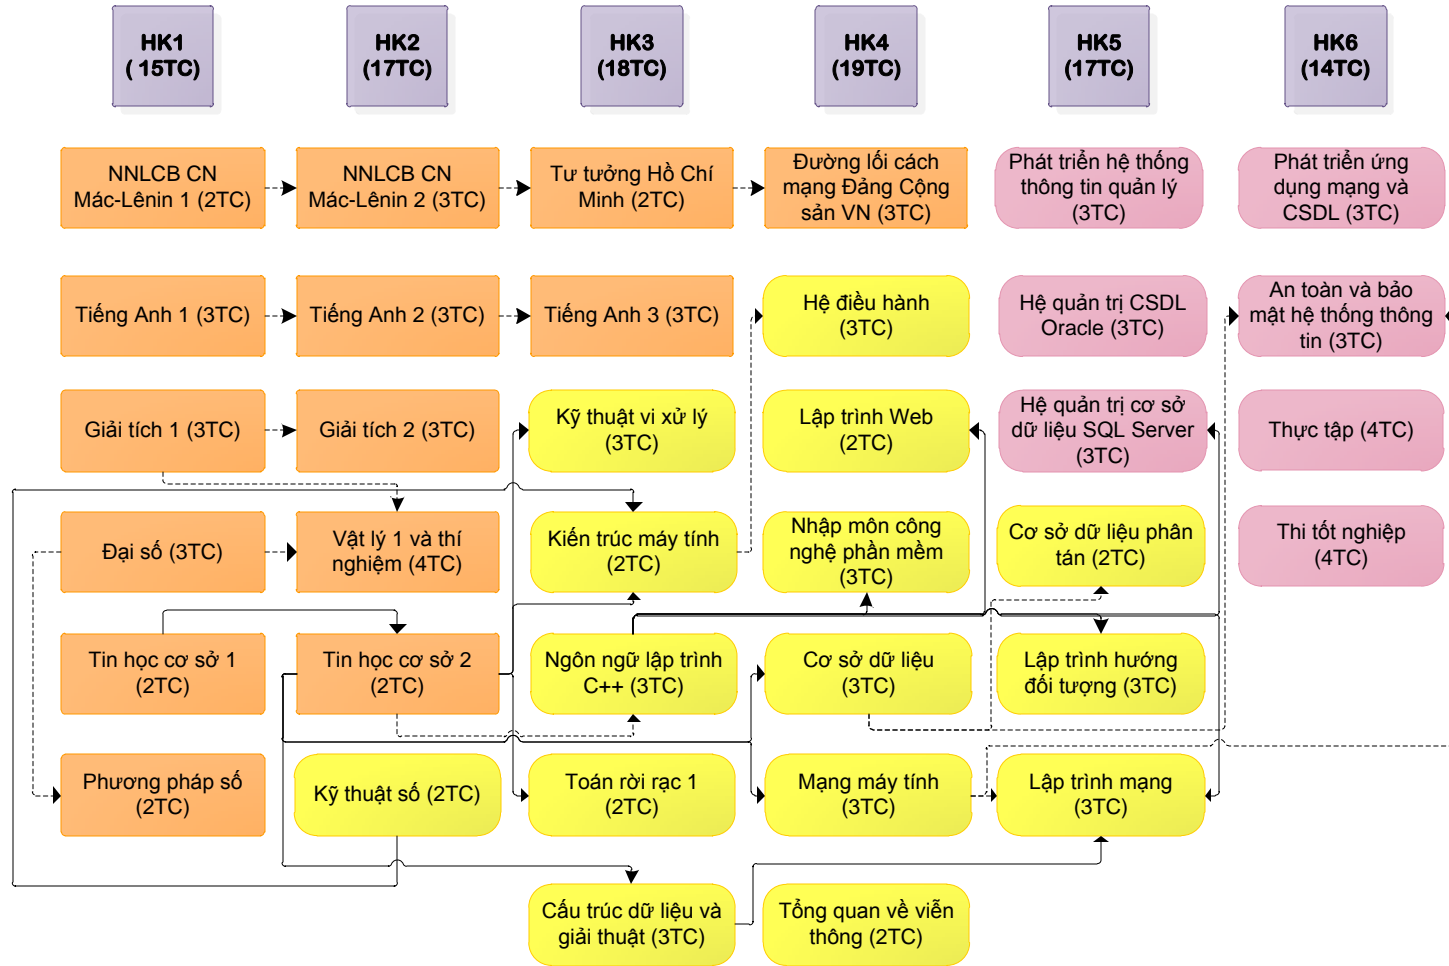 HK1
( 15TC)
HK2
(17TC)
HK3
(18TC)
HK4
(19TC)
HK5
(17TC)
HK6
(14TC)
NNLCB CN
Mác-Lênin 1 (2TC)
NNLCB CN
Mác-Lênin 2 (3TC)
Tư tưởng Hồ Chí
Minh (2TC)
Đường lối cách
mạng Đảng Cộng
sản VN (3TC)
Phát triển hệ thống
thông tin quản lý
(3TC)
Phát triển ứng
dụng mạng và
CSDL (3TC)
Tiếng Anh 1 (3TC)
Tiếng Anh 2 (3TC)
Tiếng Anh 3 (3TC)
Hệ điều hành
(3TC)
Hệ quản trị CSDL
Oracle (3TC)
An toàn và bảo
mật hệ thống thông
tin (3TC)
Giải tích 1 (3TC)
Giải tích 2 (3TC)
Kỹ thuật vi xử lý
(3TC)
Lập trình Web
(2TC)
Hệ quản trị cơ sở
dữ liệu SQL Server
(3TC)
Thực tập (4TC)
Đại số (3TC)
Vật lý 1 và thí
nghiệm (4TC)
Kiến trúc máy tính
(2TC)
Nhập môn công
nghệ phần mềm
(3TC)
Cơ sở dữ liệu phân
tán (2TC)
Thi tốt nghiệp
(4TC)
Tin học cơ sở 1
(2TC)
Tin học cơ sở 2
(2TC)
Ngôn ngữ lập trình
C++ (3TC)
Cơ sở dữ liệu
(3TC)
Lập trình hướng
đối tượng (3TC)
Phương pháp số
(2TC)
Kỹ thuật số (2TC)
Toán rời rạc 1
(2TC)
Mạng máy tính
(3TC)
Lập trình mạng
(3TC)
Cấu trúc dữ liệu và
giải thuật (3TC)
Tổng quan về viễn
thông (2TC)